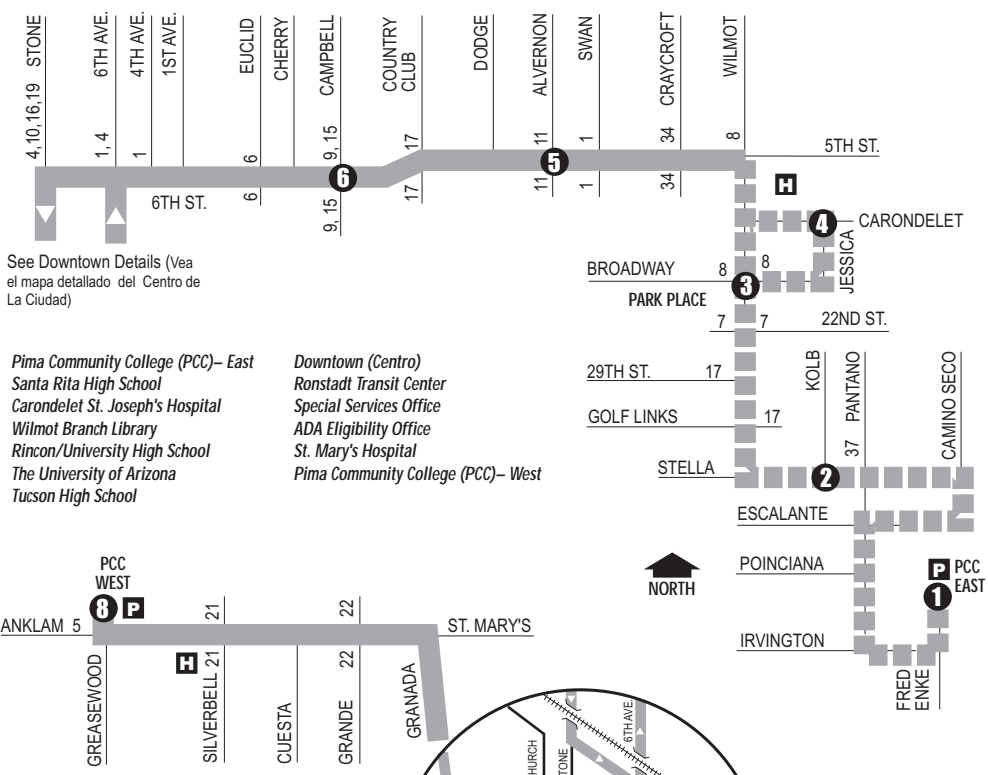 4,10,16,19 STONE
1, 4 6TH AVE.
1 4TH AVE.
1ST AVE.
6 EUCLID
CHERRY
9, 15 CAMPBELL
17 COUNTRY
CLUB
DODGE
11 ALVERNON
1 SWAN
34 CRAYCROFT
8 WILMOT
5TH ST.
6
5
6TH ST.
6
9, 15
17
11
1
34
H
4
CARONDELET
JESSICA
See Downtown Details (Vea
el mapa detallado del Centro de
La Ciudad)
BROADWAY 8
8
3
PARK PLACE
7
7
22ND ST.
Pima Community College (PCC)– East
Santa Rita High School
Carondelet St. Joseph's Hospital
Wilmot Branch Library
Rincon/University High School
The University of Arizona
Tucson High School
Downtown (Centro)
Ronstadt Transit Center
Special Services Office
ADA Eligibility Office
St. Mary's Hospital
Pima Community College (PCC)– West
29TH ST. 17
GOLF LINKS
17
KOLB
37 PANTANO
CAMINO SECO
STELLA
2
ESCALANTE
POINCIANA
NORTH
P
PCC
EAST
1
IRVINGTON
FRED
ENKE
PCC
WEST
8
P
ANKLAM 5
21
22
ST. MARY'S
H
GREASEWOOD
SILVERBELL 21
CUESTA
GRANDE 22
GRANADA
6TH AVE.